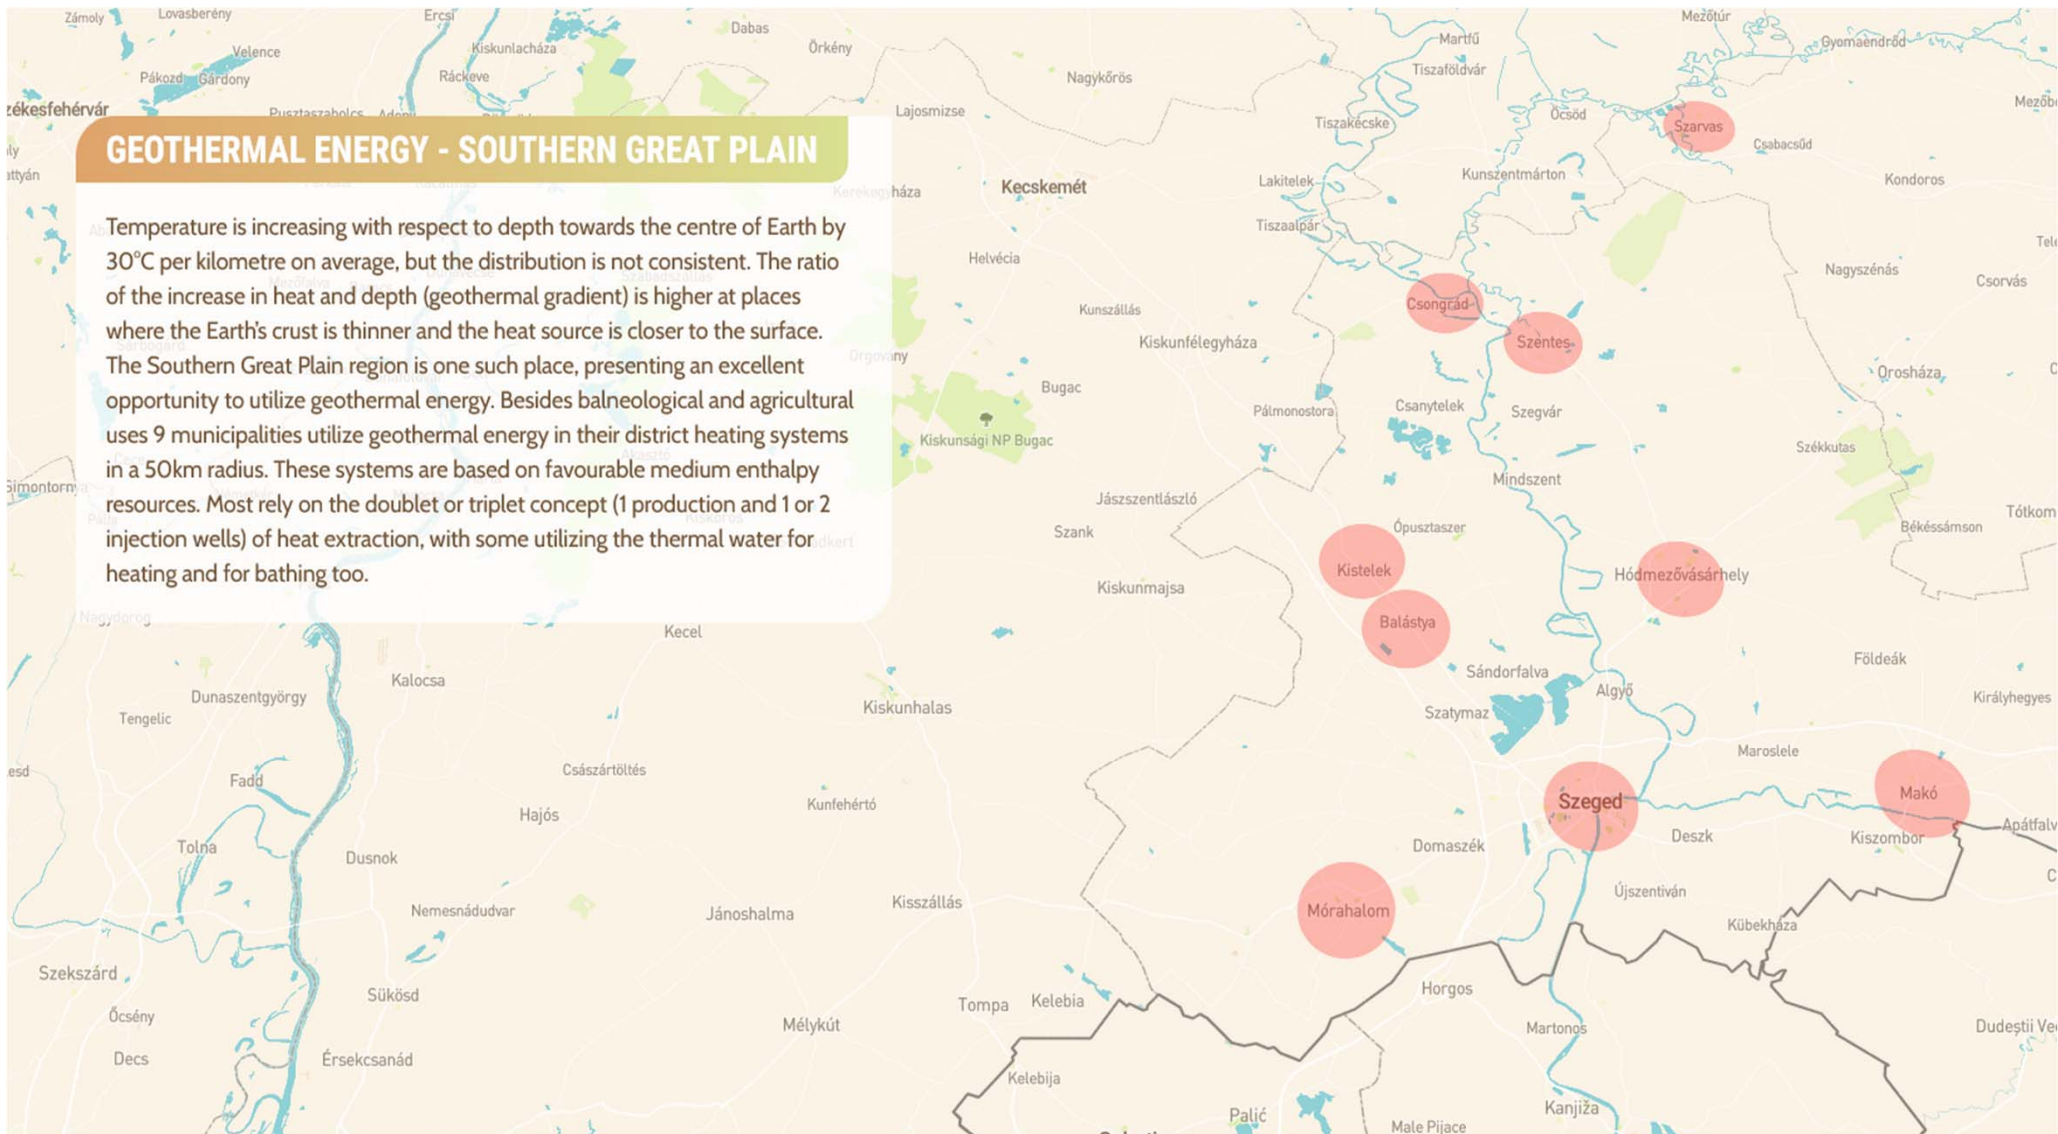 Zámoly
Lovasberény
Ercsi
Velence
Kiskunlacháza
Dabas
Örkény
Martfű
Mezőtúr
Gyomaendrőd
Pákozd
Gárdony
Ráckeve
Nagykőrös
Tiszaföldvár
zékesfehérvár
Pusztaszabolcs
Lajosmizse
Tiszakécske
Öcsöd
Szarvas
Csabacsűd
GEOTHERMAL ENERGY - SOUTHERN GREAT PLAIN
attyán
Kerekegyháza
Kecskemét
Lakitelek
Kunszentmárton
Kondoros
Temperature is increasing with respect to depth towards the centre of Earth by
30°C per kilometre on average, but the distribution is not consistent. The ratio
of the increase in heat and depth (geothermal gradient) is higher at places
where the Earth's crust is thinner and the heat source is closer to the surface.
The Southern Great Plain region is one such place, presenting an excellent
opportunity to utilize geothermal energy. Besides balneological and agricultural
uses 9 municipalities utilize geothermal energy in their district heating systems
in a 50km radius. These systems are based on favourable medium enthalpy
resources. Most rely on the doublet or triplet concept (1 production and 1 or 2
injection wells) of heat extraction, with some utilizing the thermal water for
heating and for bathing too.
Tiszaalpár
Helvécia
Nagyszénás
Csorvás
Kunszállás
Csongrád
Kiskunfélegyháza
Szentes
Orgovány
Bugac
Orosháza
Pálmonostora
Csanytelek
Szegvár
Kiskunsági NP Bugac
Székkutas
Simontornya
Mindszent
Jászszentlászló
Szank
Ópusztaszer
Békéssámson
Tótkom
Kistelek
Hódmezővásárhely
Kiskunmajsa
Nagydorog
Kecel
Balástya
Földeák
Kalocsa
Sándorfalva
Algyő
Dunaszentgyörgy
Királyhegyes
Tengelic
Kiskunhalas
Szatymaz
Maroslele
esd
Fadd
Császártöltés
Makó
Kunfehértó
Szeged
Hajós
Deszk
Kiszombor
Apátfalv
Tolna
Dusnok
Domaszék
Újszentiván
Nemesnádudvar
Jánoshalma
Kisszállás
Mórahalom
Kübekháza
Szekszárd
Sükösd
Horgos
Tompa
Kelebia
Őcsény
Mélykút
Martonos
Dudeștii Ve
Decs
Érsekcsanád
Kelebija
Palić
Kanjiža
Male Pijace